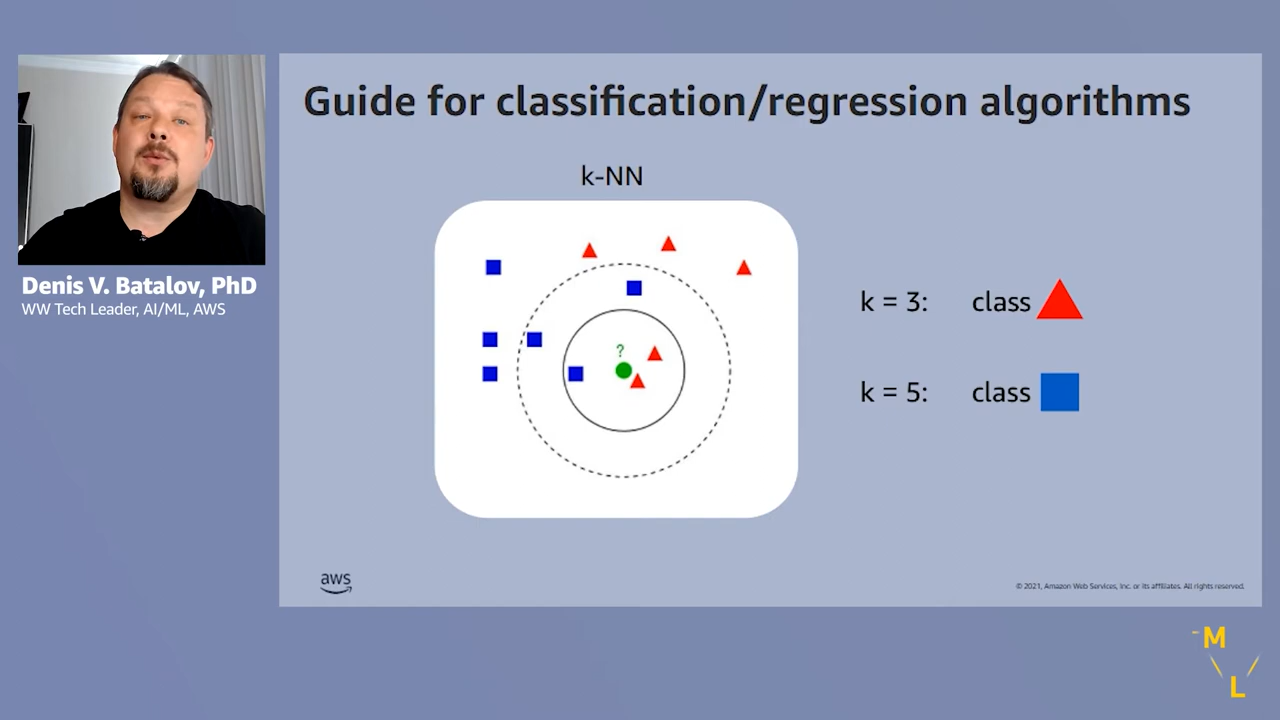 Guide for classification/regression algorithms
k-NN
?
k = 3: class
k = 5: class
Denis V. Batalov, PhD
WW Tech Leader, AI/ML, AWS
aws
© 2021, Amazon Web Services, Inc. or its affiliates. All rights reserved.
M
L